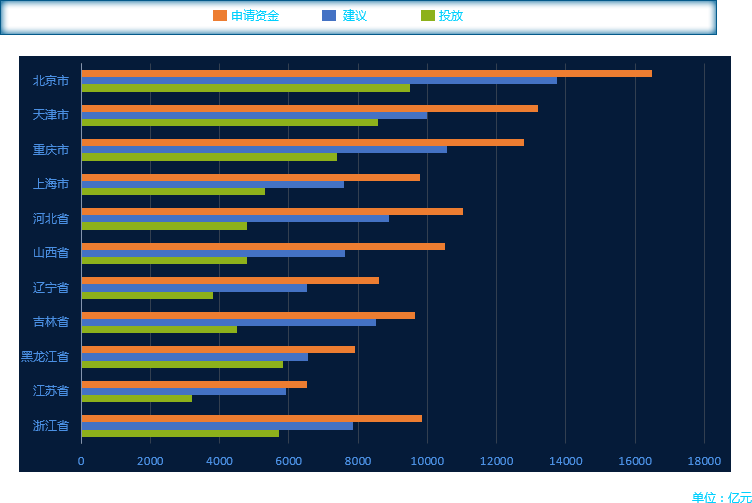 申请资金 建议 投放
北京市
天津市
重庆市
上海市
河北省
山西省
辽宁省
吉林省
黑龙江省
江苏省
浙江省
0 2000 4000 6000 8000 10000 12000 14000 16000 18000
单位：亿元